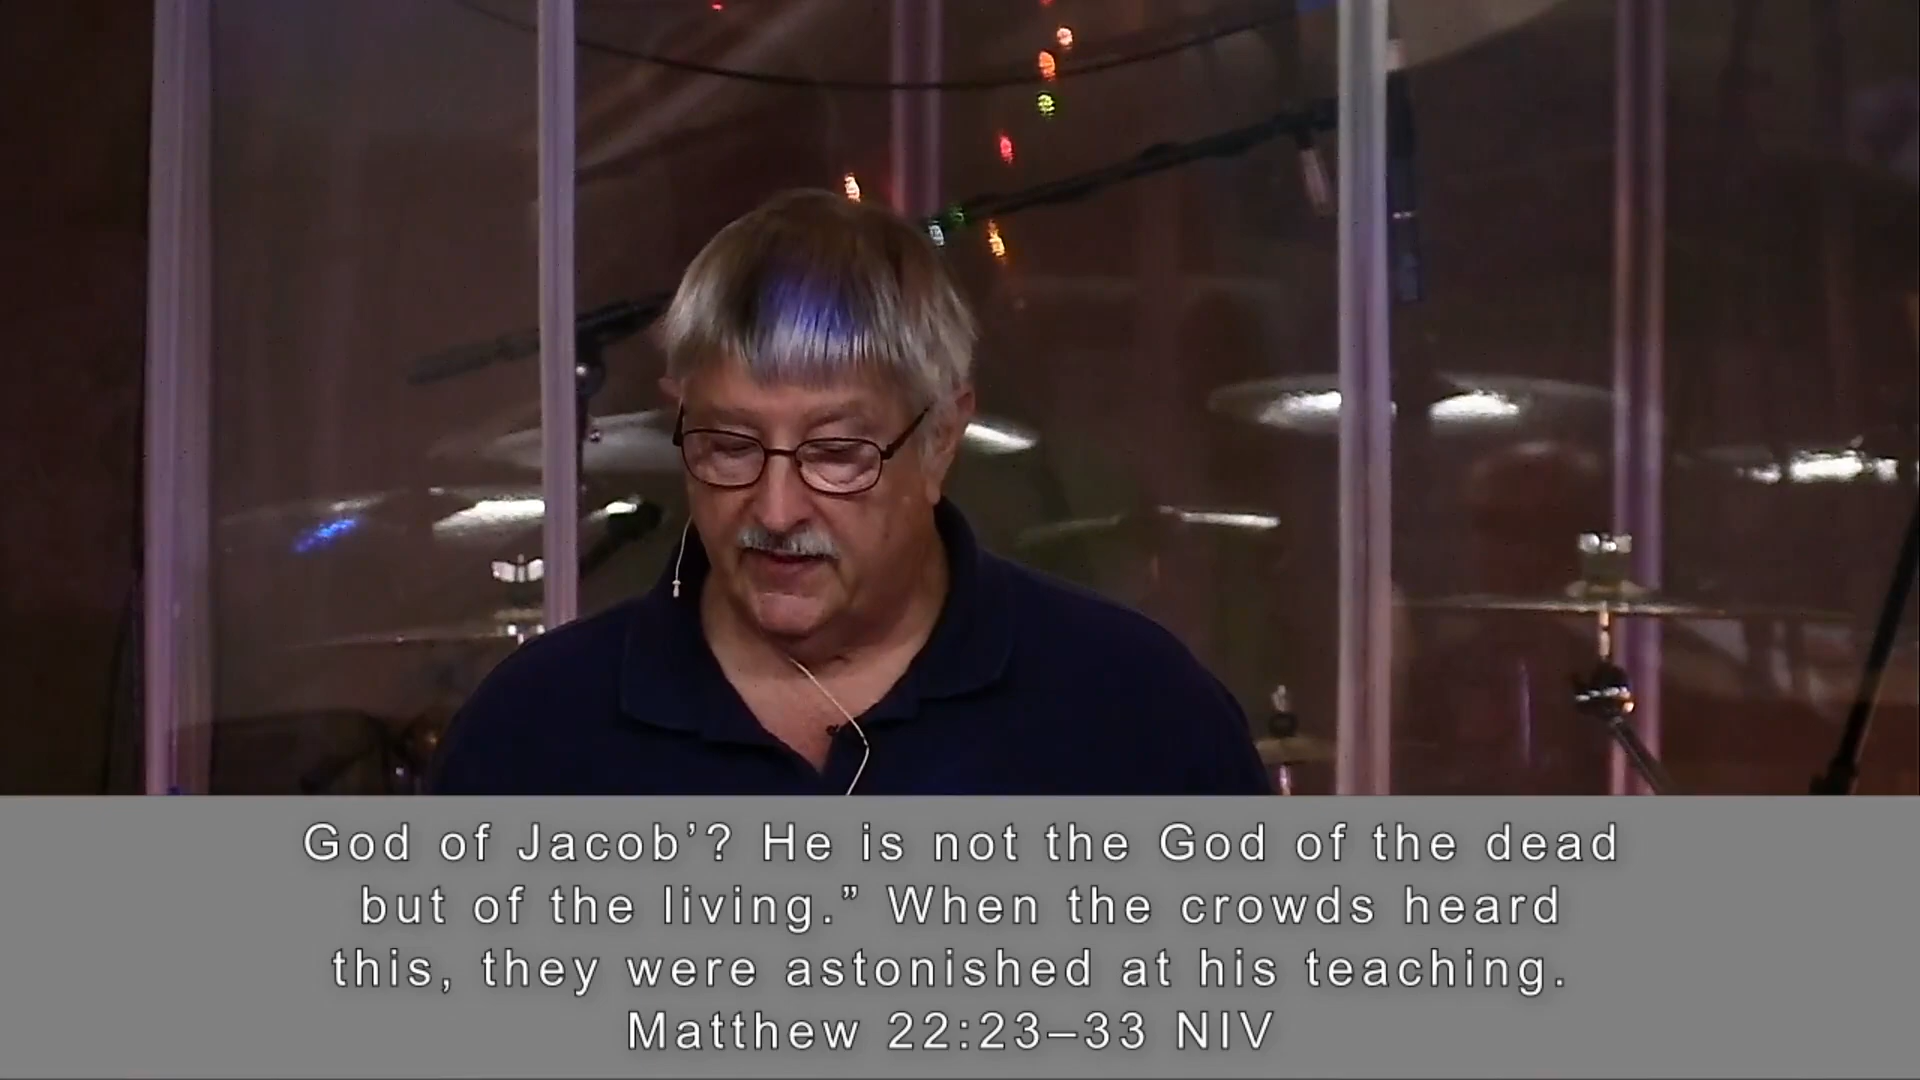 God of Jacob’? He is not the God of the dead
but of the living.” When the crowds heard
this, they were astonished at his teaching.
Matthew 22:23–33 NIV